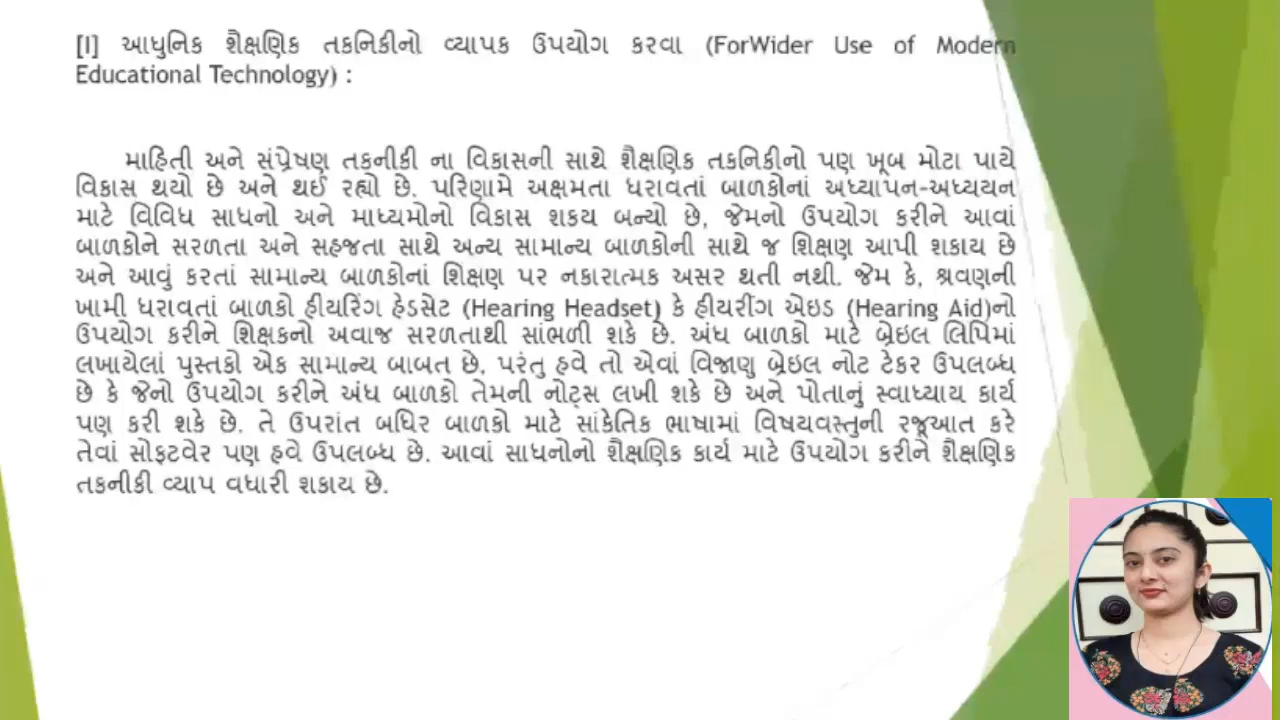 [I] આધુનિક શૈક્ષણિક તકનિકીનો વ્યાપક ઉપયોગ કરવા (ForWider Use of Modern
Educational Technology) :
માહિતી અને સંપ્રેષણ તકનીકી ના વિકાસની સાથે શૈક્ષણિક તકનિકીનો પણ ખૂબ મોટા પાયે
વિકાસ થયો છે અને થઈ રહ્યો છે. પરિણામે અક્ષમતા ધરાવતાં બાળકોનાં અધ્યાપન-અધ્યયન
માટે વિવિધ સાધનો અને માધ્યમોનો વિકાસ શકય બન્યો છે, જેમનો ઉપયોગ કરીને આવાં
બાળકોને સરળતા અને સહજતા સાથે અન્ય સામાન્ય બાળકોની સાથે જ શિક્ષણ આપી શકાય છે
અને આવું કરતાં સામાન્ય બાળકોનાં શિક્ષણ પર નકારાત્મક અસર થતી નથી. જેમ કે, શ્રવણની
ખામી ધરાવતાં બાળકો હીયરિંગ હેડસેટ (Hearing Headset) કે હીયરીંગ એઇડ (Hearing Aid)નો
ઉપયોગ કરીને શિક્ષકનો અવાજ સરળતાથી સાંભળી શકે છે. અંધ બાળકો માટે બ્રેઇલ લિપિમાં
લખાયેલાં પુસ્તકો એક સામાન્ય બાબત છે, પરંતુ હવે તો એવાં વિજાણુ બ્રેઇલ નોટ ટેકર ઉપલબ્ધ
છે કે જેનો ઉપયોગ કરીને અંધ બાળકો તેમની નોટ્સ લખી શકે છે અને પોતાનું સ્વાધ્યાય કાર્ય
પણ કરી શકે છે. તે ઉપરાંત બધિર બાળકો માટે સાંકેતિક ભાષામાં વિષયવસ્તુની રજૂઆત કરે
તેવાં સોફટવેર પણ હવે ઉપલબ્ધ છે. આવાં સાધનોનો શૈક્ષણિક કાર્ય માટે ઉપયોગ કરીને શૈક્ષણિક
તકનીકી વ્યાપ વધારી શકાય છે.